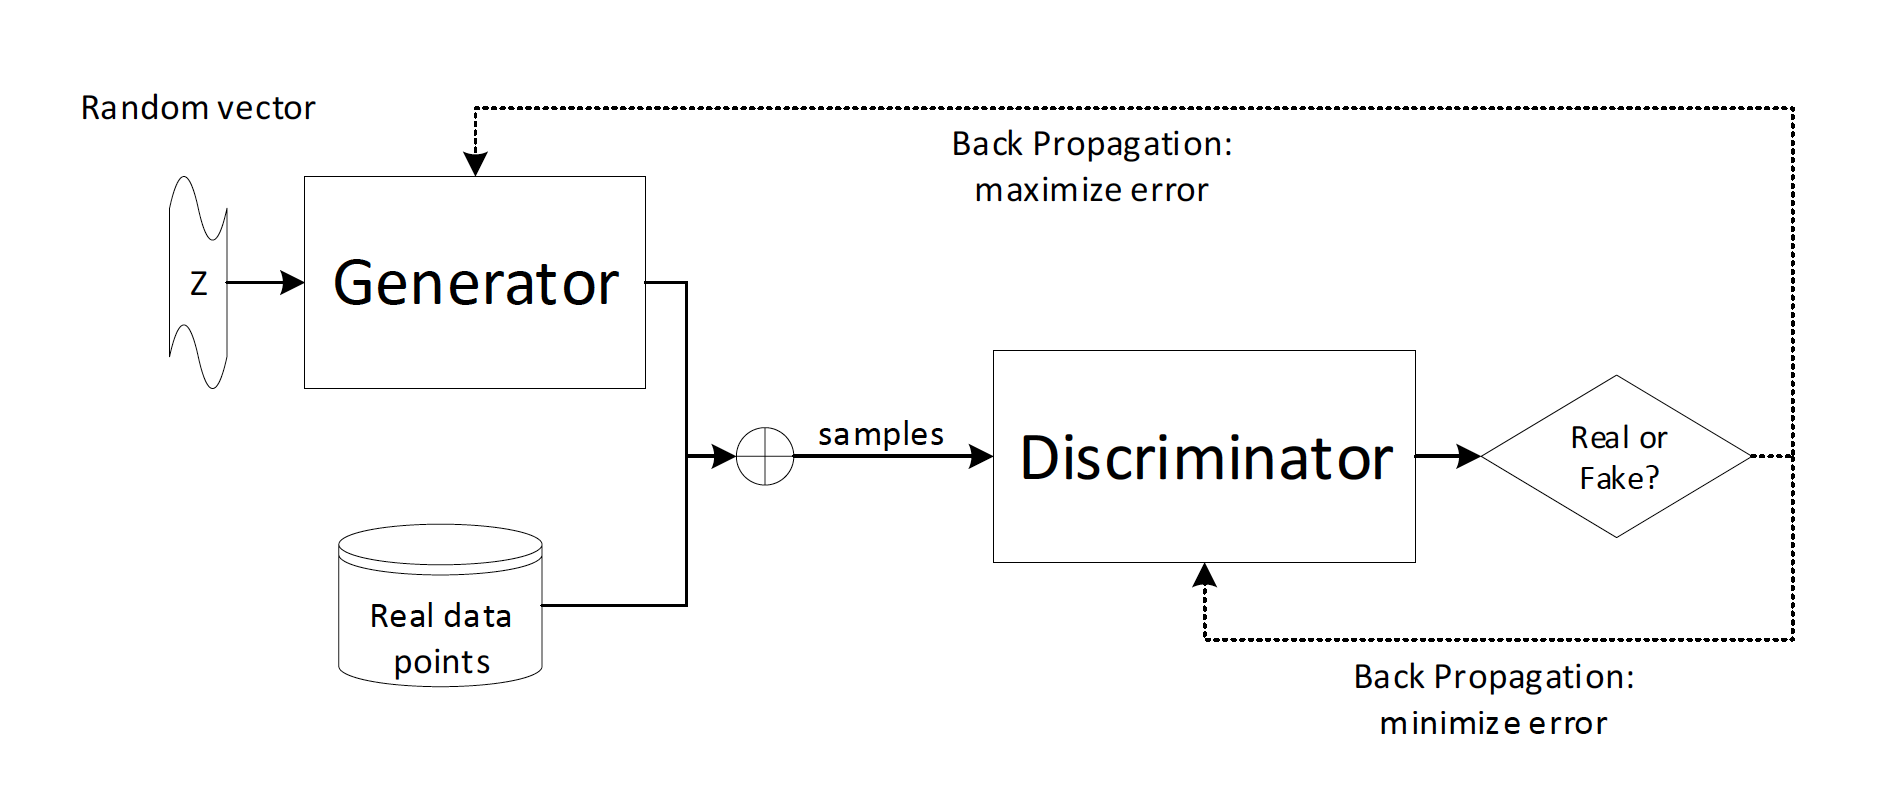 Random vector
Back Propagation:
maximize error
Z
Generator
samples
Discriminator
Real or
Fake?
Real data
points
Back Propagation:
minimize error